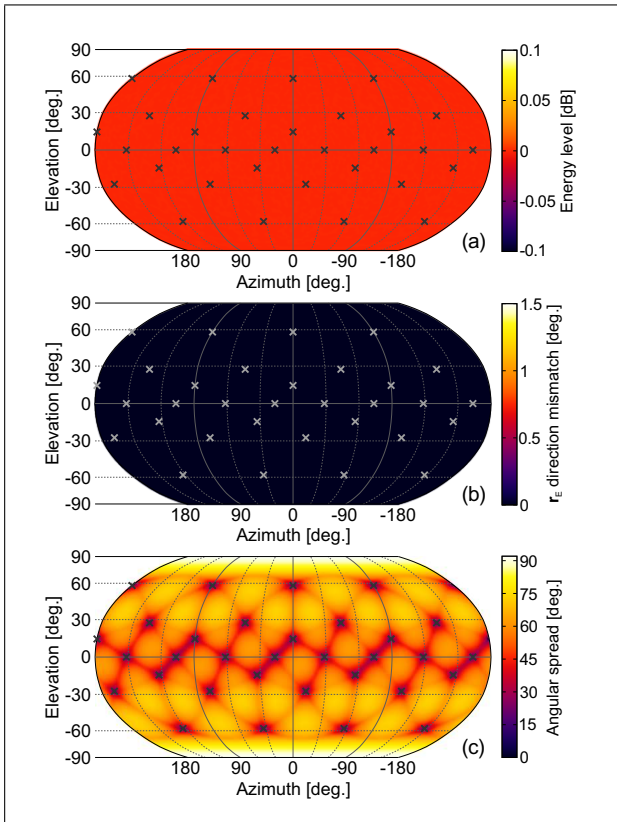 90
60
30
0
-30
-60
-90
Elevation [deg.]
180 90 0 -90 -180
Azimuth [deg.]
(a)
0.1
0.05
0
-0.05
-0.1
Energy level [dB]
90
60
30
0
-30
-60
-90
Elevation [deg.]
180 90 0 -90 -180
Azimuth [deg.]
(b)
1.5
1
0.5
0
rE direction mismatch [deg.]
90
60
30
0
-30
-60
-90
Elevation [deg.]
180 90 0 -90 -180
Azimuth [deg.]
(c)
90
75
60
45
30
15
0
Angular spread [deg.]